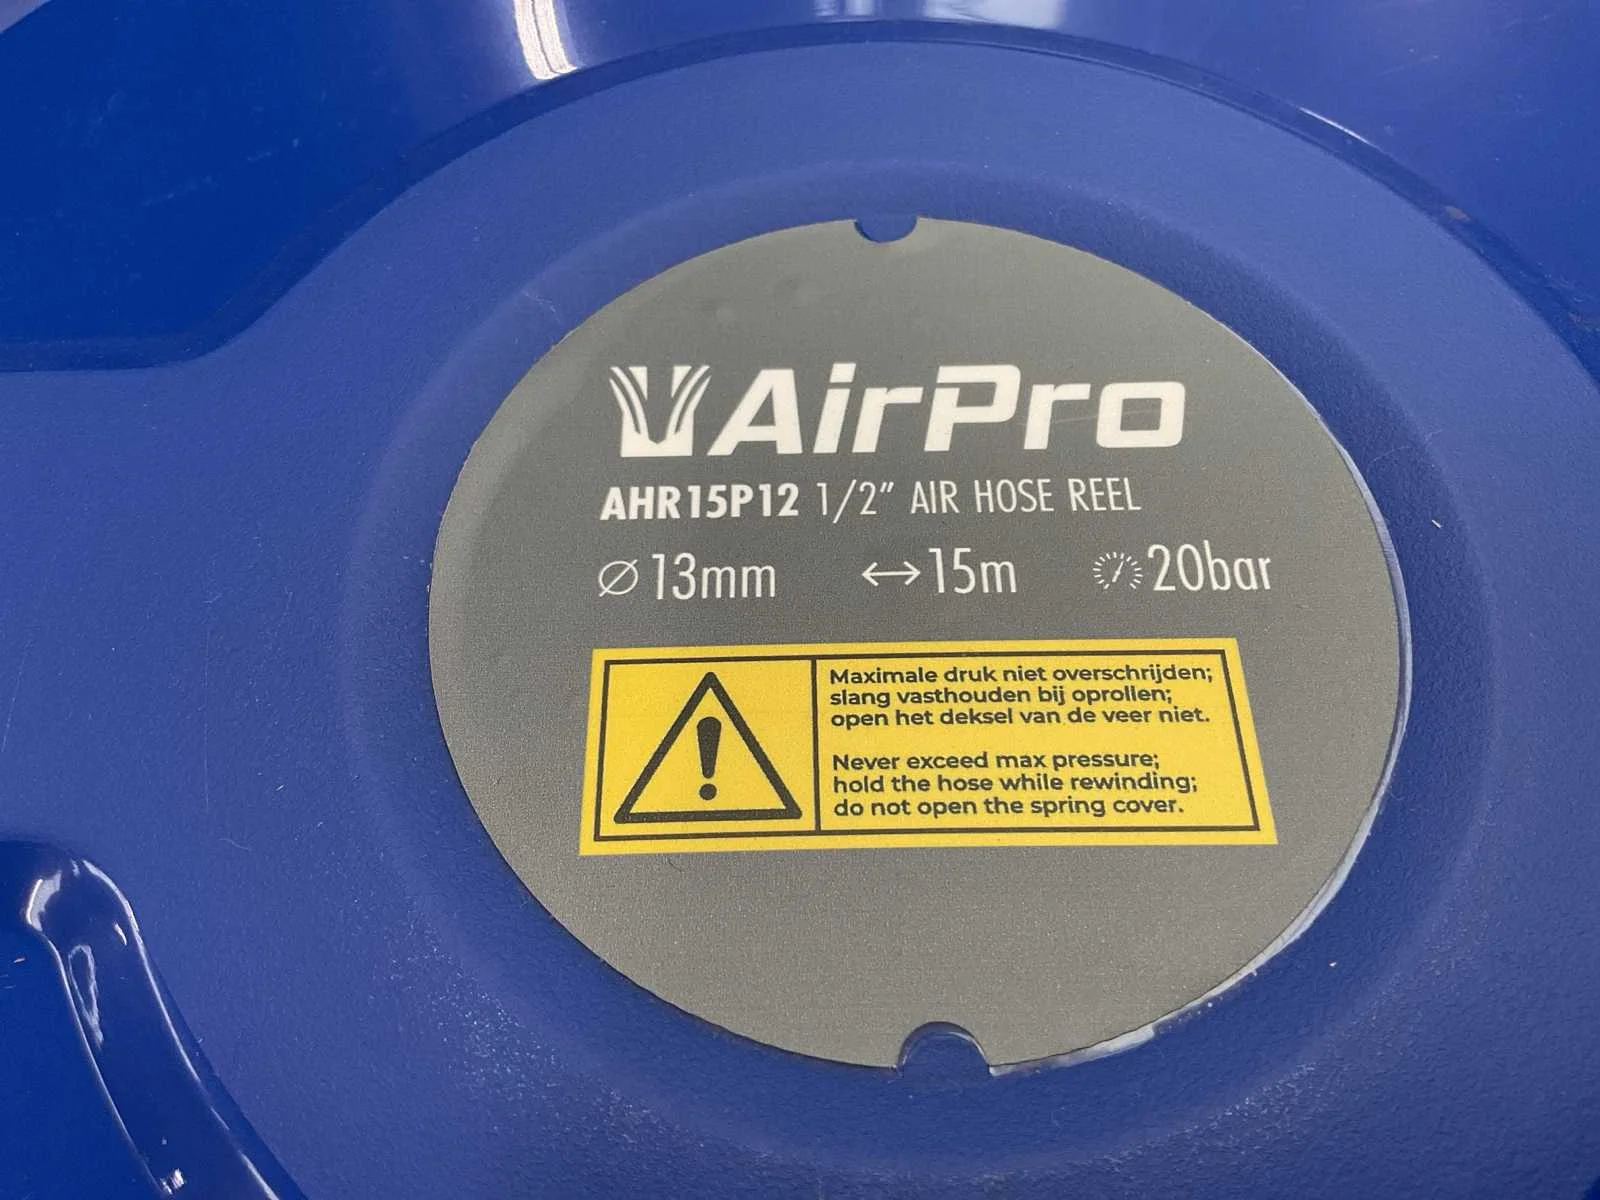 AirPro
AHR15P12 1/2" AIR HOSE REEL
⌀ 13mm ↔ 15m 20bar
Maximale druk niet overschrijden;
slang vasthouden bij oprollen;
open het deksel van de veer niet.
Never exceed max pressure;
hold the hose while rewinding;
do not open the spring cover.